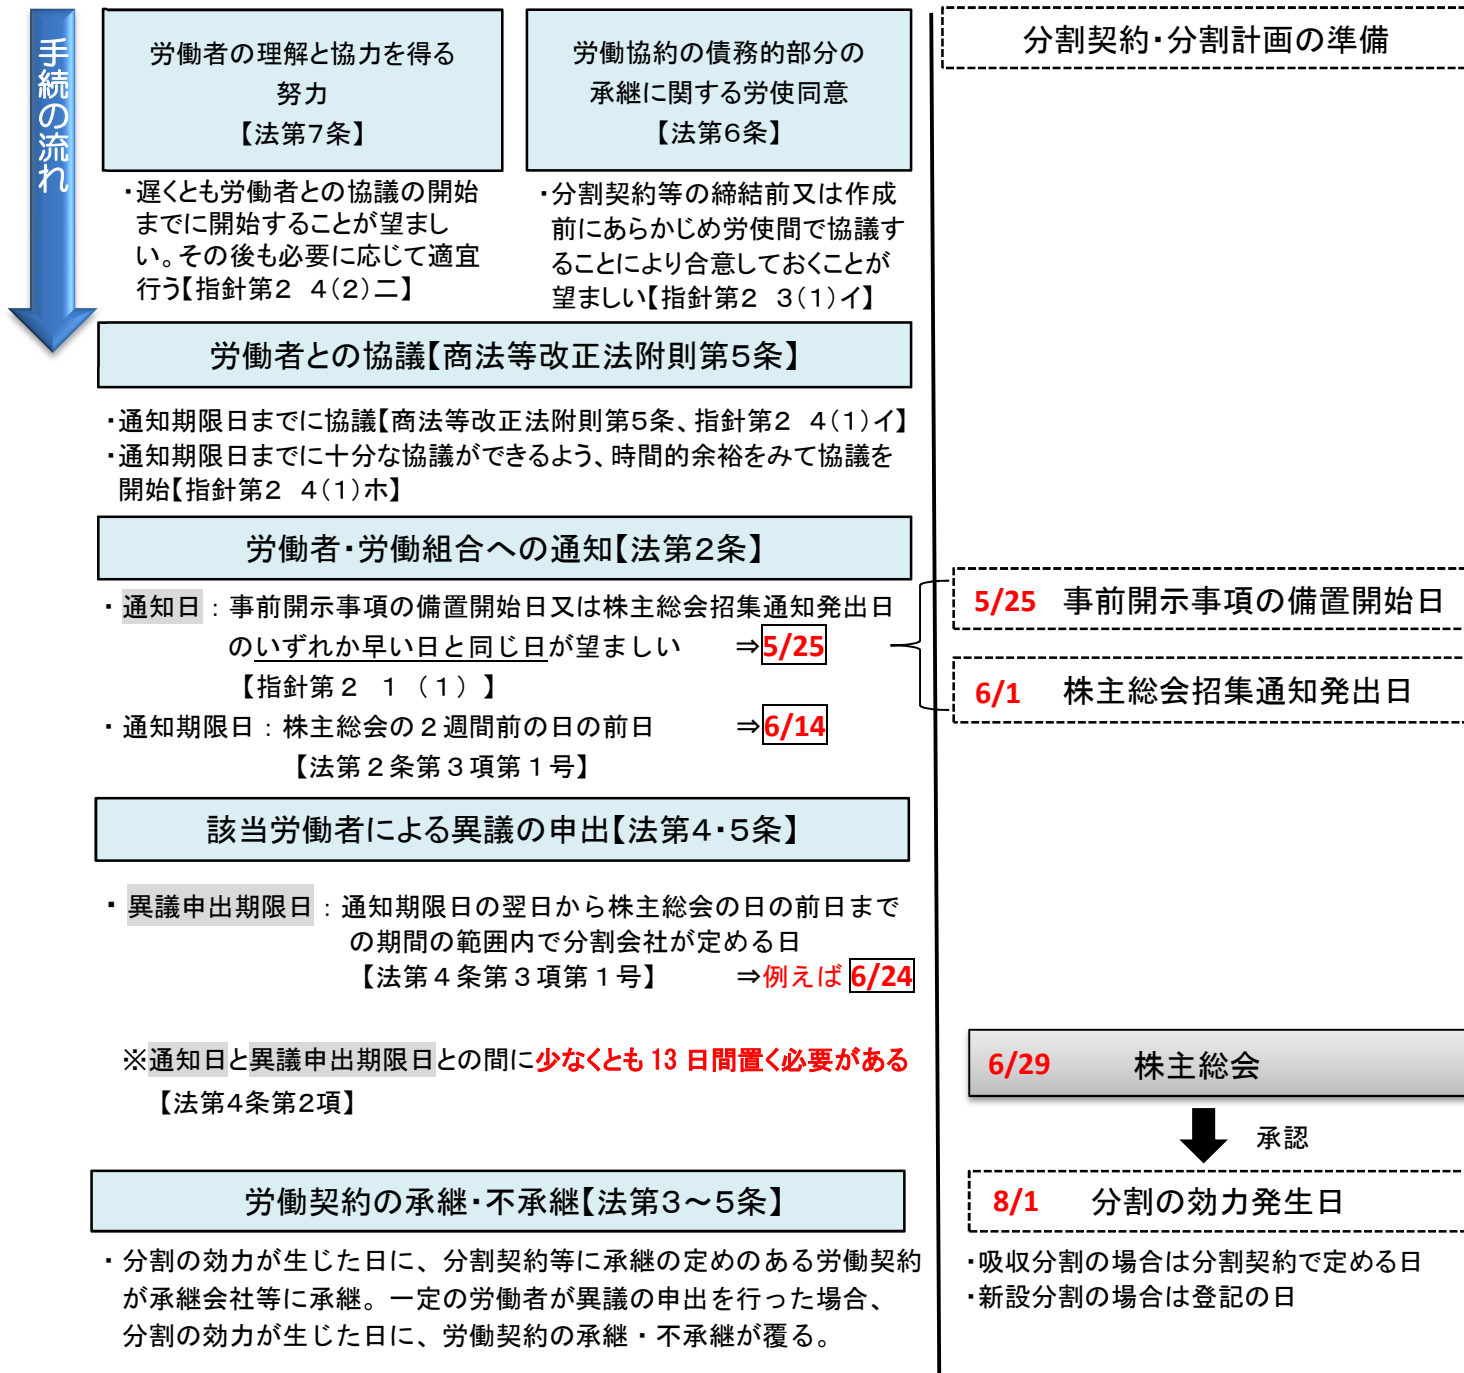 手続の流れ
労働者の理解と協力を得る
努力
【法第７条】
・遅くとも労働者との協議の開始
までに開始することが望まし
い。その後も必要に応じて適宜
行う【指針第２　４(２)ニ】
労働協約の債務的部分の
承継に関する労使同意
【法第６条】
・分割契約等の締結前又は作成
前にあらかじめ労使間で協議す
ることにより合意しておくことが
望ましい【指針第２　３(１)イ】
労働者との協議【商法等改正法附則第５条】
・通知期限日までに協議【商法等改正法附則第５条、指針第２　４(１)イ】
・通知期限日までに十分な協議ができるよう、時間的余裕をみて協議を
開始【指針第２　４(１)ホ】
労働者・労働組合への通知【法第２条】
・通知日：事前開示事項の備置開始日又は株主総会招集通知発出日
のいずれか早い日と同じ日が望ましい　⇒5/25
【指針第２　１（１）】
・通知期限日：株主総会の２週間前の日の前日　⇒6/14
【法第２条第３項第１号】
該当労働者による異議の申出【法第４・５条】
・異議申出期限日：通知期限日の翌日から株主総会の日の前日まで
の期間の範囲内で分割会社が定める日
【法第４条第３項第１号】　⇒例えば 6/24
※通知日と異議申出期限日との間に少なくとも 13 日間置く必要がある
【法第４条第２項】
労働契約の承継・不承継【法第３～５条】
・分割の効力が生じた日に、分割契約等に承継の定めのある労働契約
が承継会社等に承継。一定の労働者が異議の申出を行った場合、
分割の効力が生じた日に、労働契約の承継・不承継が覆る。
分割契約・分割計画の準備
5/25　事前開示事項の備置開始日
6/1　株主総会招集通知発出日
6/29　株主総会
承認
8/1　分割の効力発生日
・吸収分割の場合は分割契約で定める日
・新設分割の場合は登記の日